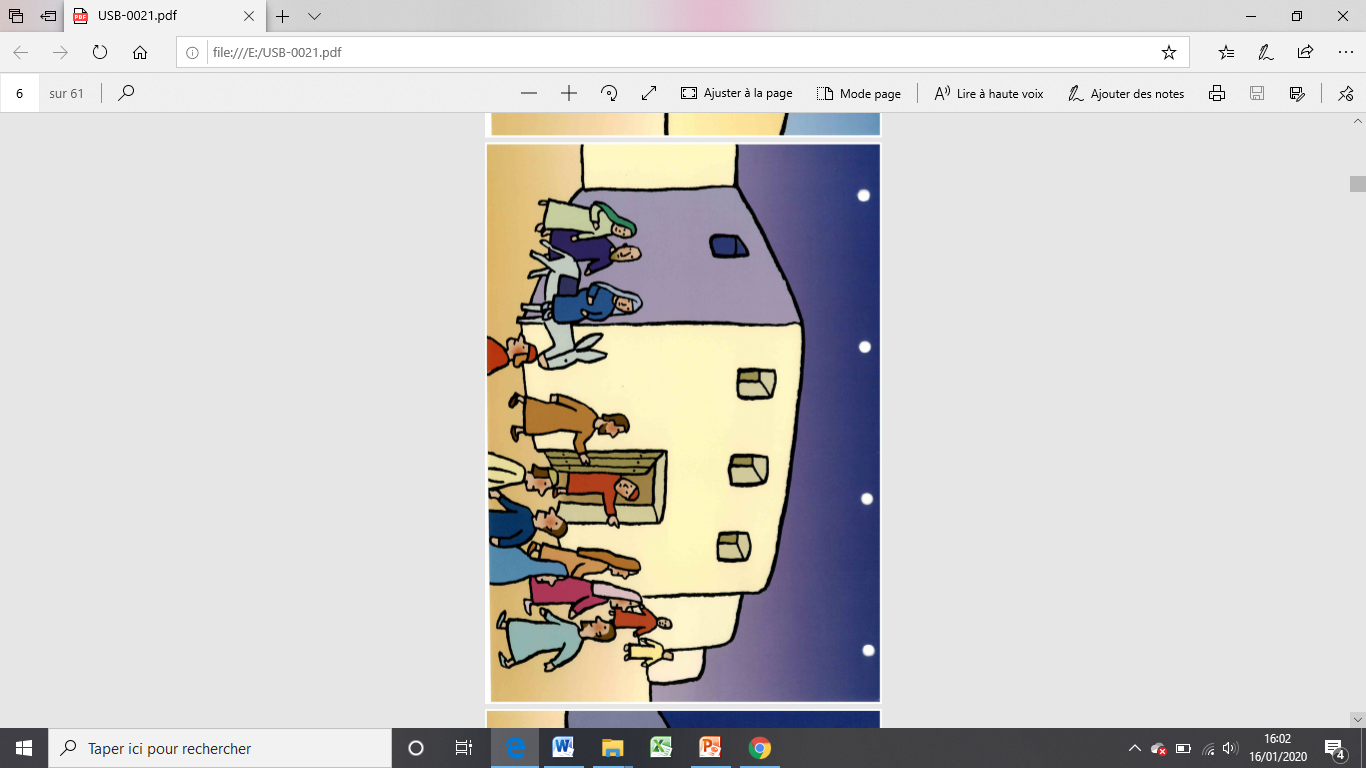 USB-0021.pdf
file:///E:/USB-0021.pdf
6 sur 61 Ajuster à la page Mode page Lire à haute voix Ajouter des notes
Taper ici pour rechercher
16:02
16/01/2020
4